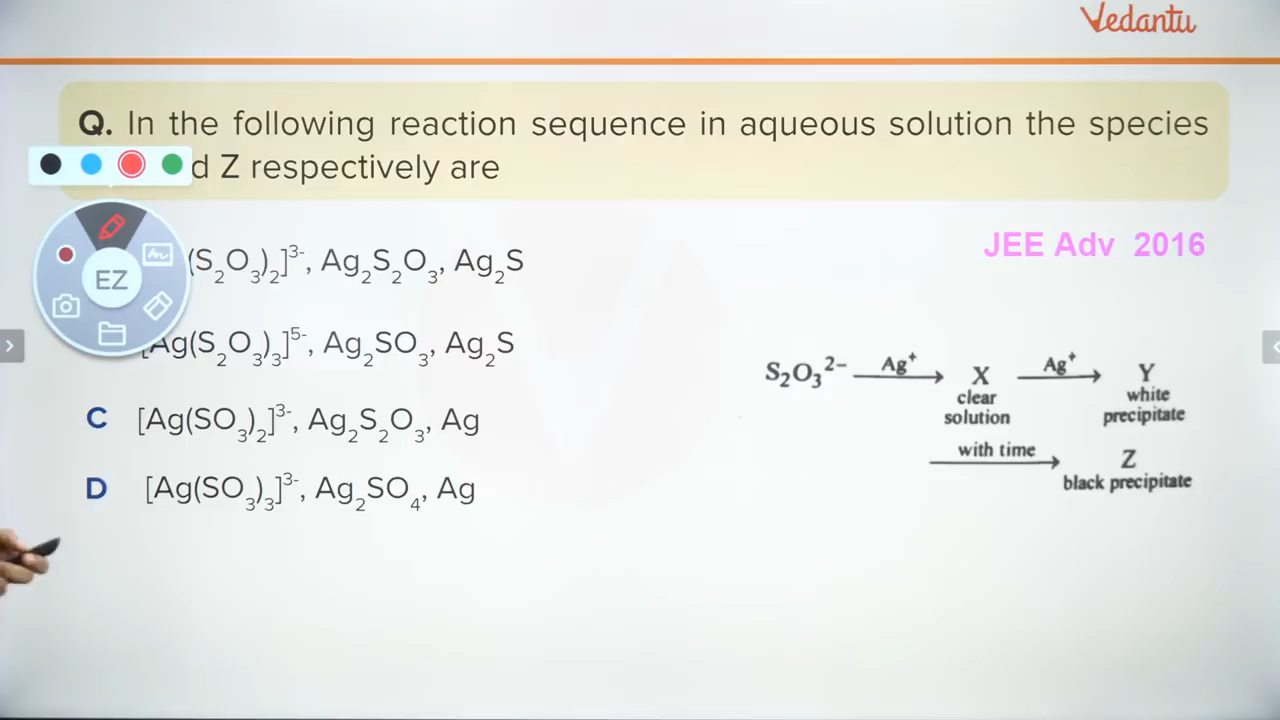 Vedantu
Q. In the following reaction sequence in aqueous solution the species
d Z respectively are
EZ
(S₂O₃)₂]³⁻, Ag₂S₂O₃, Ag₂S
JEE Adv 2016
[Ag(S₂O₃)₃]⁵⁻, Ag₂SO₃, Ag₂S
S₂O₃²⁻ Ag⁺ X Ag⁺ Y
clear solution white precipitate
C [Ag(SO₃)₂]³⁻, Ag₂S₂O₃, Ag
with time Z
black precipitate
D [Ag(SO₃)₃]³⁻, Ag₂SO₄, Ag